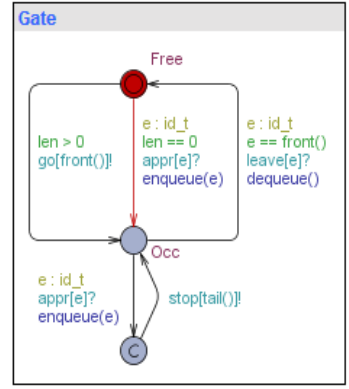 Gate
Free
len > 0
go[front()]!
e : id_t
len == 0
appr[e]?
enqueue(e)
e : id_t
e == front()
leave[e]?
dequeue()
Occ
e : id_t
appr[e]?
enqueue(e)
stop[tail()]!
C